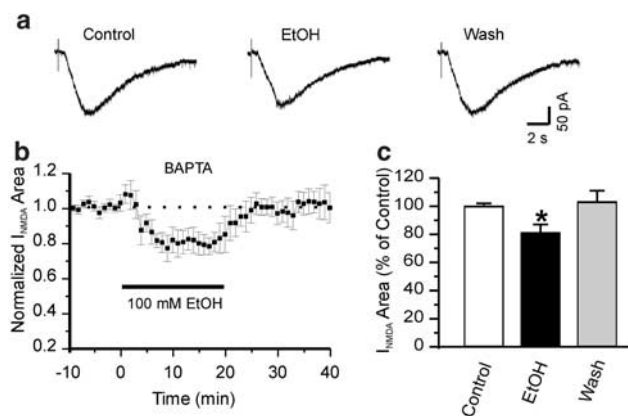 a
Control
EtOH
Wash
50 pA
2 s
b
BAPTA
Normalized I_NMDA Area
1.2
1.0
0.8
0.6
0.4
0.2
100 mM EtOH
-10 0 10 20 30 40
Time (min)
c
I_NMDA Area (% of Control)
120
100
80
60
40
20
0
*
Control
EtOH
Wash